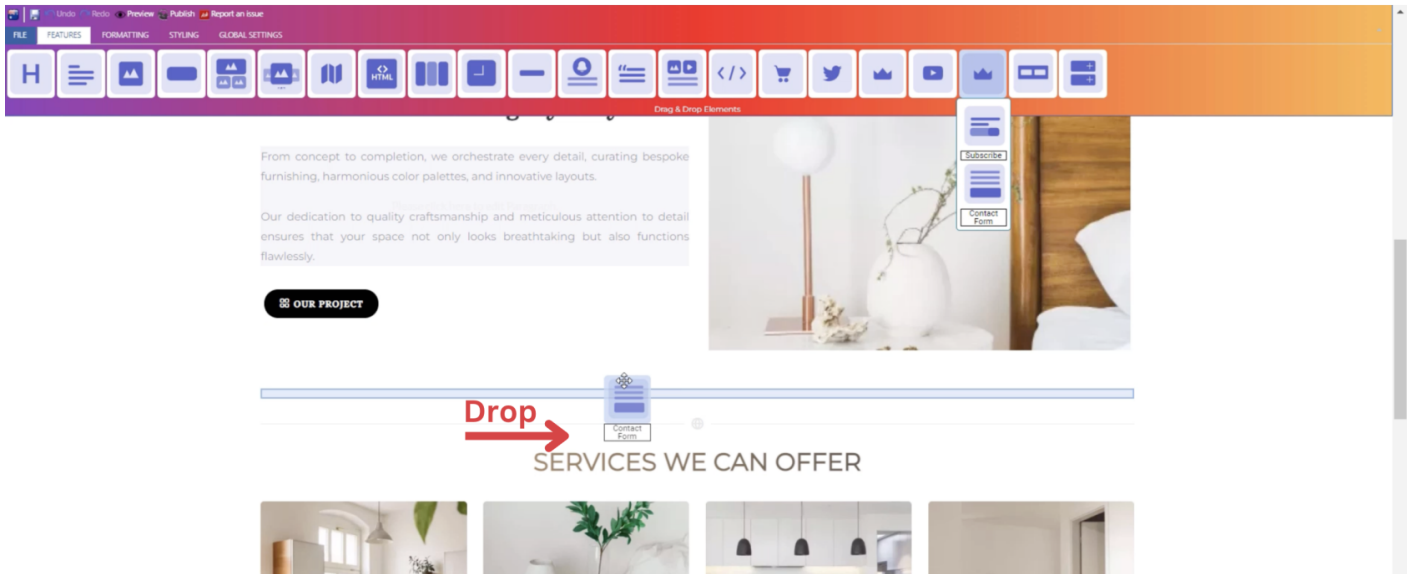 Undo Redo Preview Publish Report an issue
FILE FEATURES FORMATTING STYLING GLOBAL SETTINGS
H <> HTML </>
Drag & Drop Elements
Subscribe
Contact
Form
From concept to completion, we orchestrate every detail, curating bespoke
furnishing, harmonious color palettes, and innovative layouts.
Our dedication to quality craftsmanship and meticulous attention to detail
ensures that your space not only looks breathtaking but also functions
flawlessly.
OUR PROJECT
Drop
Contact
Form
SERVICES WE CAN OFFER